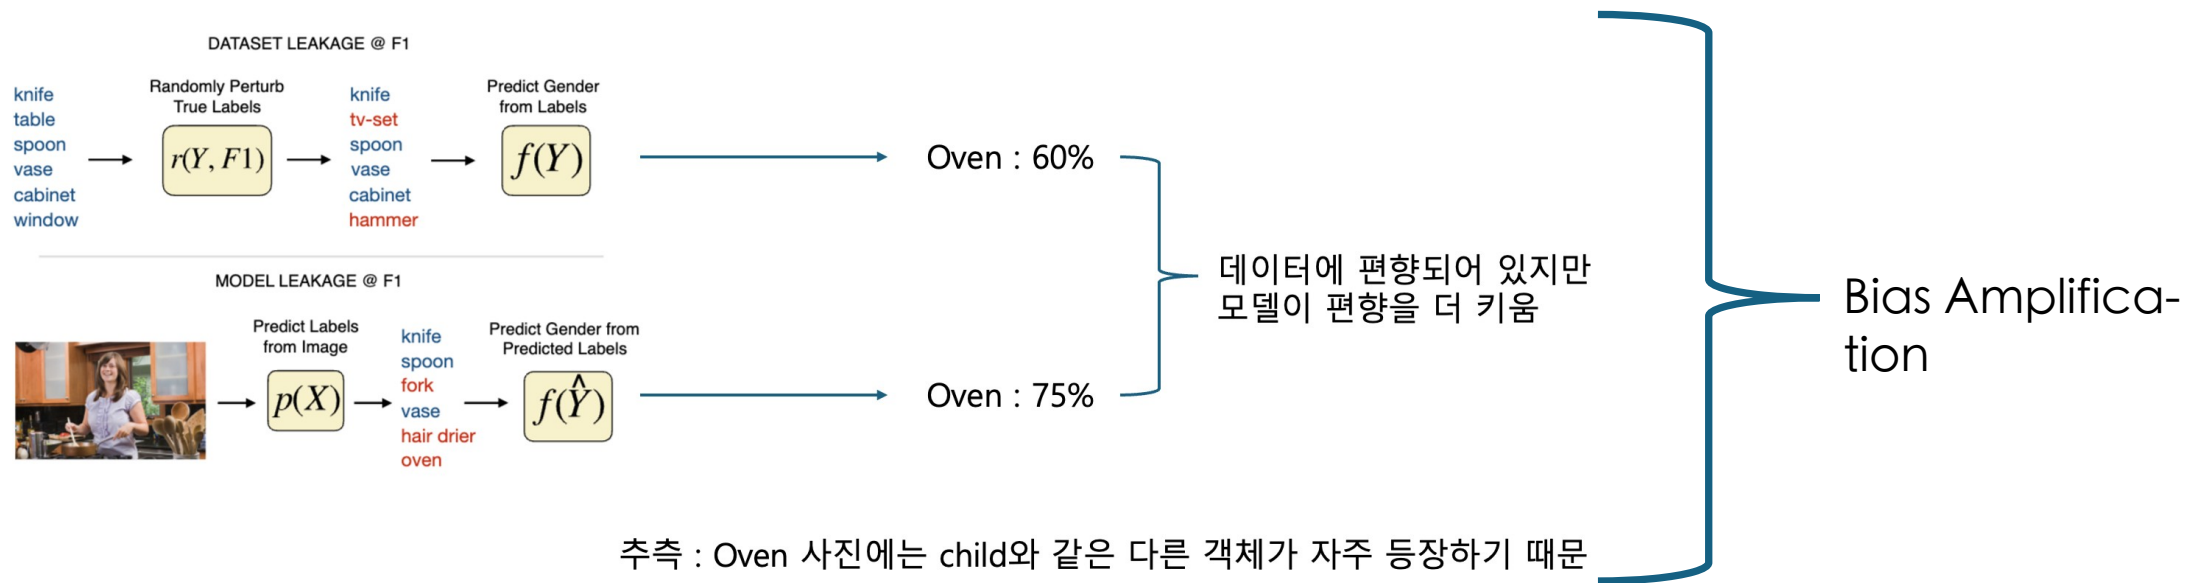 DATASET LEAKAGE @ F1
knife
table
spoon
vase
cabinet
window
Randomly Perturb
True Labels
r(Y, F1)
knife
tv-set
spoon
vase
cabinet
hammer
Predict Gender
from Labels
f(Y)
Oven : 60%
MODEL LEAKAGE @ F1
Predict Labels
from Image
p(X)
knife
spoon
fork
vase
hair drier
oven
Predict Gender from
Predicted Labels
f(Ŷ)
Oven : 75%
데이터에 편향되어 있지만
모델이 편향을 더 키움
추측 : Oven 사진에는 child와 같은 다른 객체가 자주 등장하기 때문
Bias Amplifica-
tion